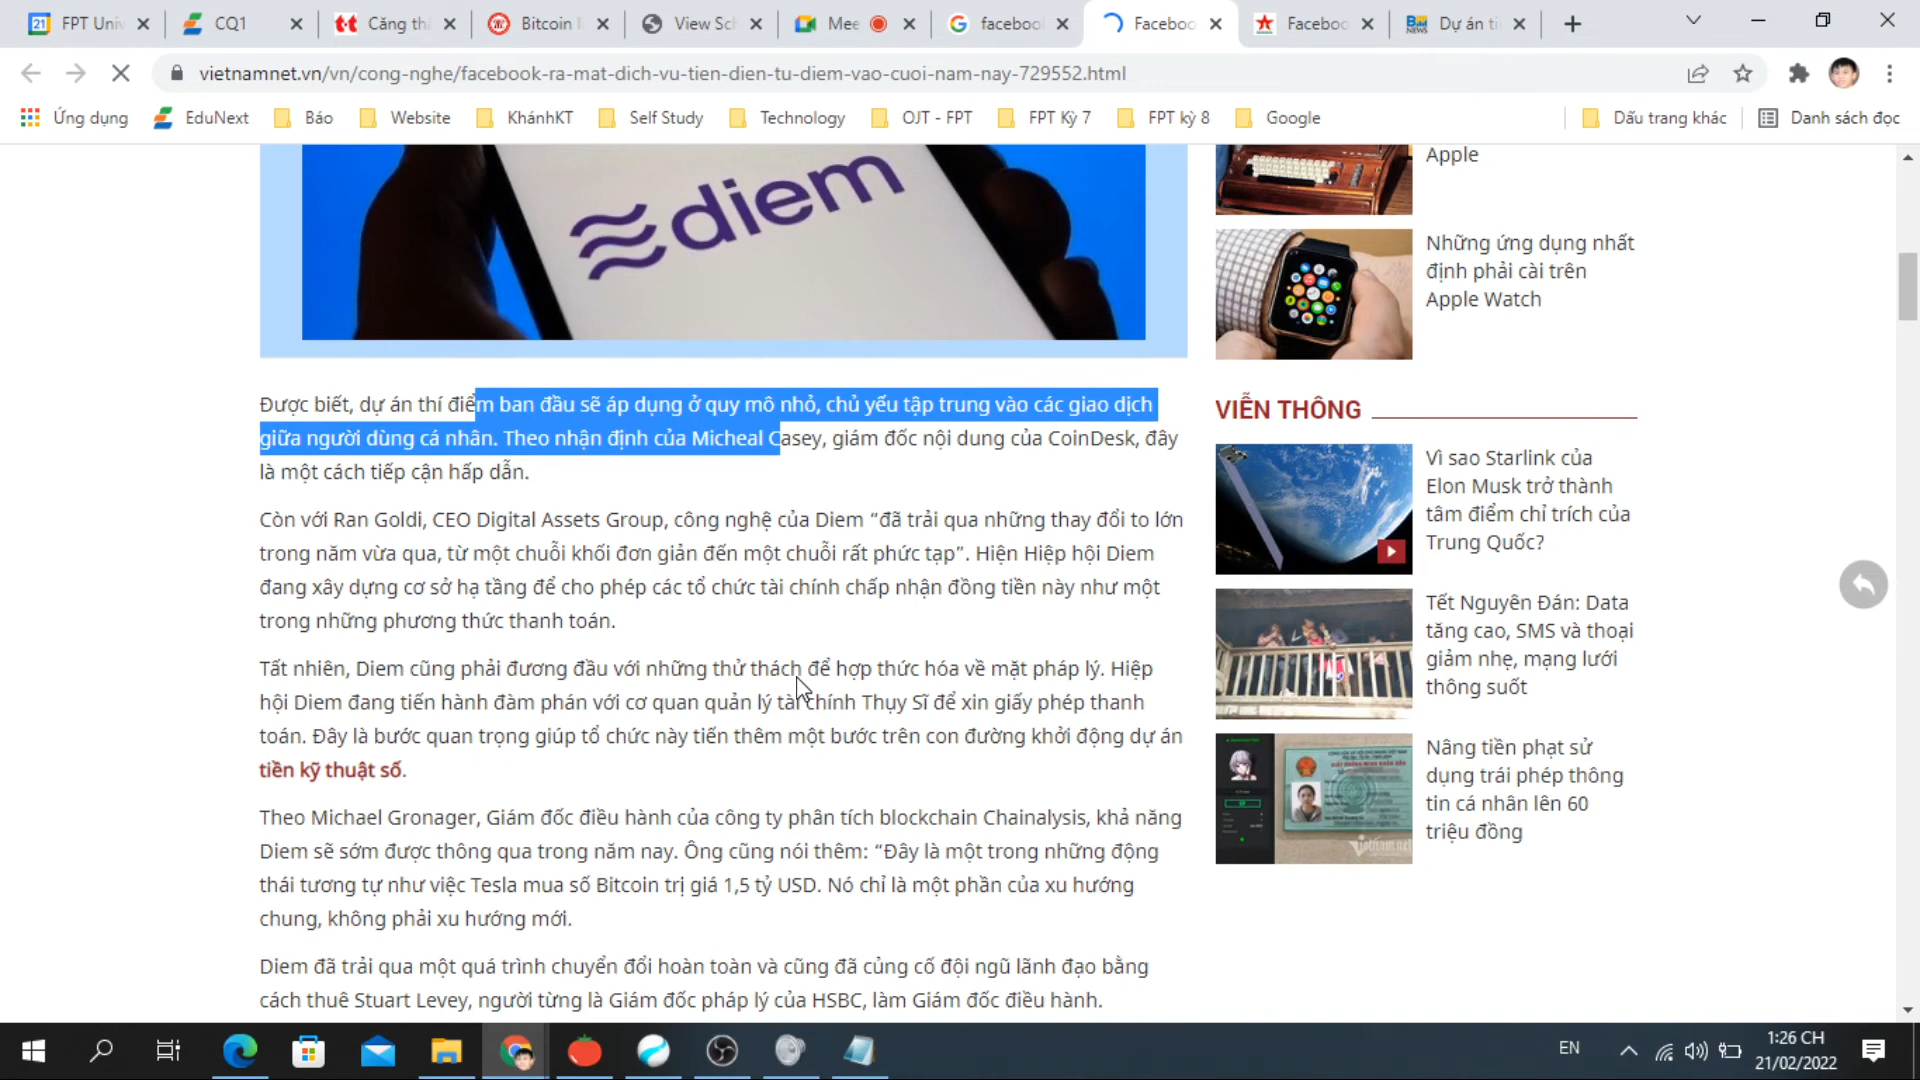 FPT Univ
CQ1
Căng thẳ
Bitcoin l
View Sch
Mee
facebook
Faceboo
Faceboo
Dự án ti
vietnamnet.vn/vn/cong-nghe/facebook-ra-mat-dich-vu-tien-dien-tu-diem-vao-cuoi-nam-nay-729552.html
Ứng dụng
EduNext
Báo
Website
KhánhKT
Self Study
Technology
OJT - FPT
FPT Kỳ 7
FPT kỳ 8
Google
Dấu trang khác
Danh sách đọc
diem
Được biết, dự án thí điểm ban đầu sẽ áp dụng ở quy mô nhỏ, chủ yếu tập trung vào các giao dịch
giữa người dùng cá nhân. Theo nhận định của Micheal Casey, giám đốc nội dung của CoinDesk, đây
là một cách tiếp cận hấp dẫn.
Còn với Ran Goldi, CEO Digital Assets Group, công nghệ của Diem “đã trải qua những thay đổi to lớn
trong năm vừa qua, từ một chuỗi khối đơn giản đến một chuỗi rất phức tạp”. Hiện Hiệp hội Diem
đang xây dựng cơ sở hạ tầng để cho phép các tổ chức tài chính chấp nhận đồng tiền này như một
trong những phương thức thanh toán.
Tất nhiên, Diem cũng phải đương đầu với những thử thách để hợp thức hóa về mặt pháp lý. Hiệp
hội Diem đang tiến hành đàm phán với cơ quan quản lý tài chính Thụy Sĩ để xin giấy phép thanh
toán. Đây là bước quan trọng giúp tổ chức này tiến thêm một bước trên con đường khởi động dự án
tiền kỹ thuật số.
Theo Michael Gronager, Giám đốc điều hành của công ty phân tích blockchain Chainalysis, khả năng
Diem sẽ sớm được thông qua trong năm nay. Ông cũng nói thêm: “Đây là một trong những động
thái tương tự như việc Tesla mua số Bitcoin trị giá 1,5 tỷ USD. Nó chỉ là một phần của xu hướng
chung, không phải xu hướng mới.
Diem đã trải qua một quá trình chuyển đổi hoàn toàn và cũng đã củng cố đội ngũ lãnh đạo bằng
cách thuê Stuart Levey, người từng là Giám đốc pháp lý của HSBC, làm Giám đốc điều hành.
Apple
Những ứng dụng nhất
định phải cài trên
Apple Watch
VIỄN THÔNG
Vì sao Starlink của
Elon Musk trở thành
tâm điểm chỉ trích của
Trung Quốc?
Tết Nguyên Đán: Data
tăng cao, SMS và thoại
giảm nhẹ, mạng lưới
thông suốt
Nâng tiền phạt sử
dụng trái phép thông
tin cá nhân lên 60
triệu đồng
EN
1:26 CH
21/02/2022